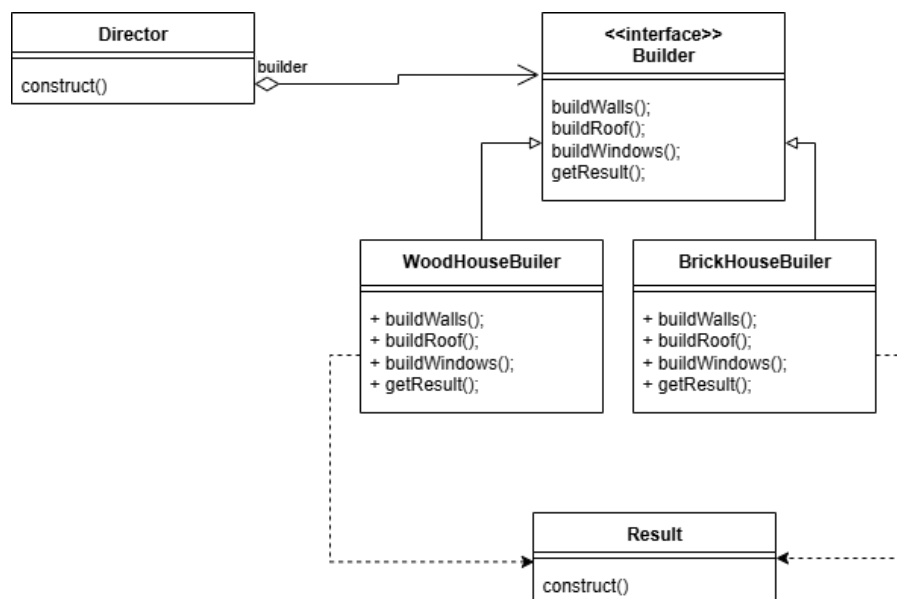 Director
construct()
builder
<<interface>>
Builder
buildWalls();
buildRoof();
buildWindows();
getResult();
WoodHouseBuiler
+ buildWalls();
+ buildRoof();
+ buildWindows();
+ getResult();
BrickHouseBuiler
+ buildWalls();
+ buildRoof();
+ buildWindows();
+ getResult();
Result
construct()